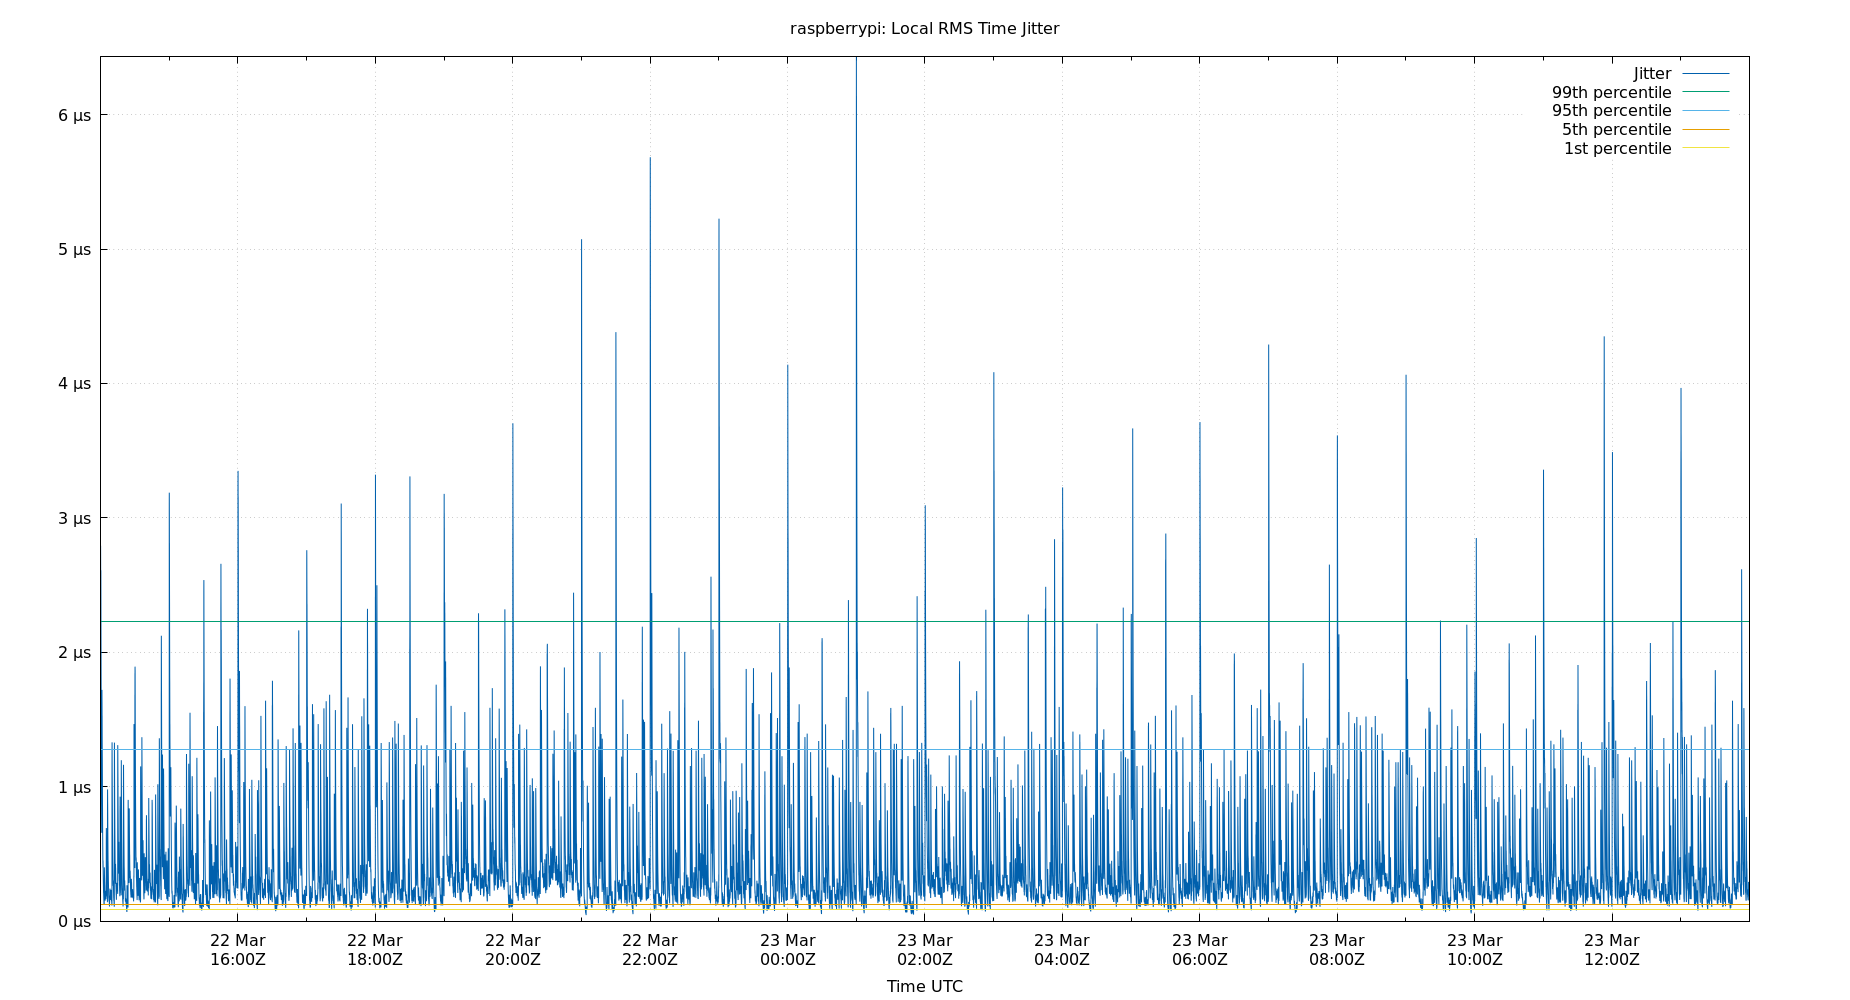 raspberrypi: Local RMS Time Jitter
Jitter
99th percentile
95th percentile
5th percentile
1st percentile
6 µs
5 µs
4 µs
3 µs
2 µs
1 µs
0 µs
22 Mar 22 Mar 22 Mar 22 Mar 23 Mar 23 Mar 23 Mar 23 Mar 23 Mar 23 Mar 23 Mar
16:00Z 18:00Z 20:00Z 22:00Z 00:00Z 02:00Z 04:00Z 06:00Z 08:00Z 10:00Z 12:00Z
Time UTC